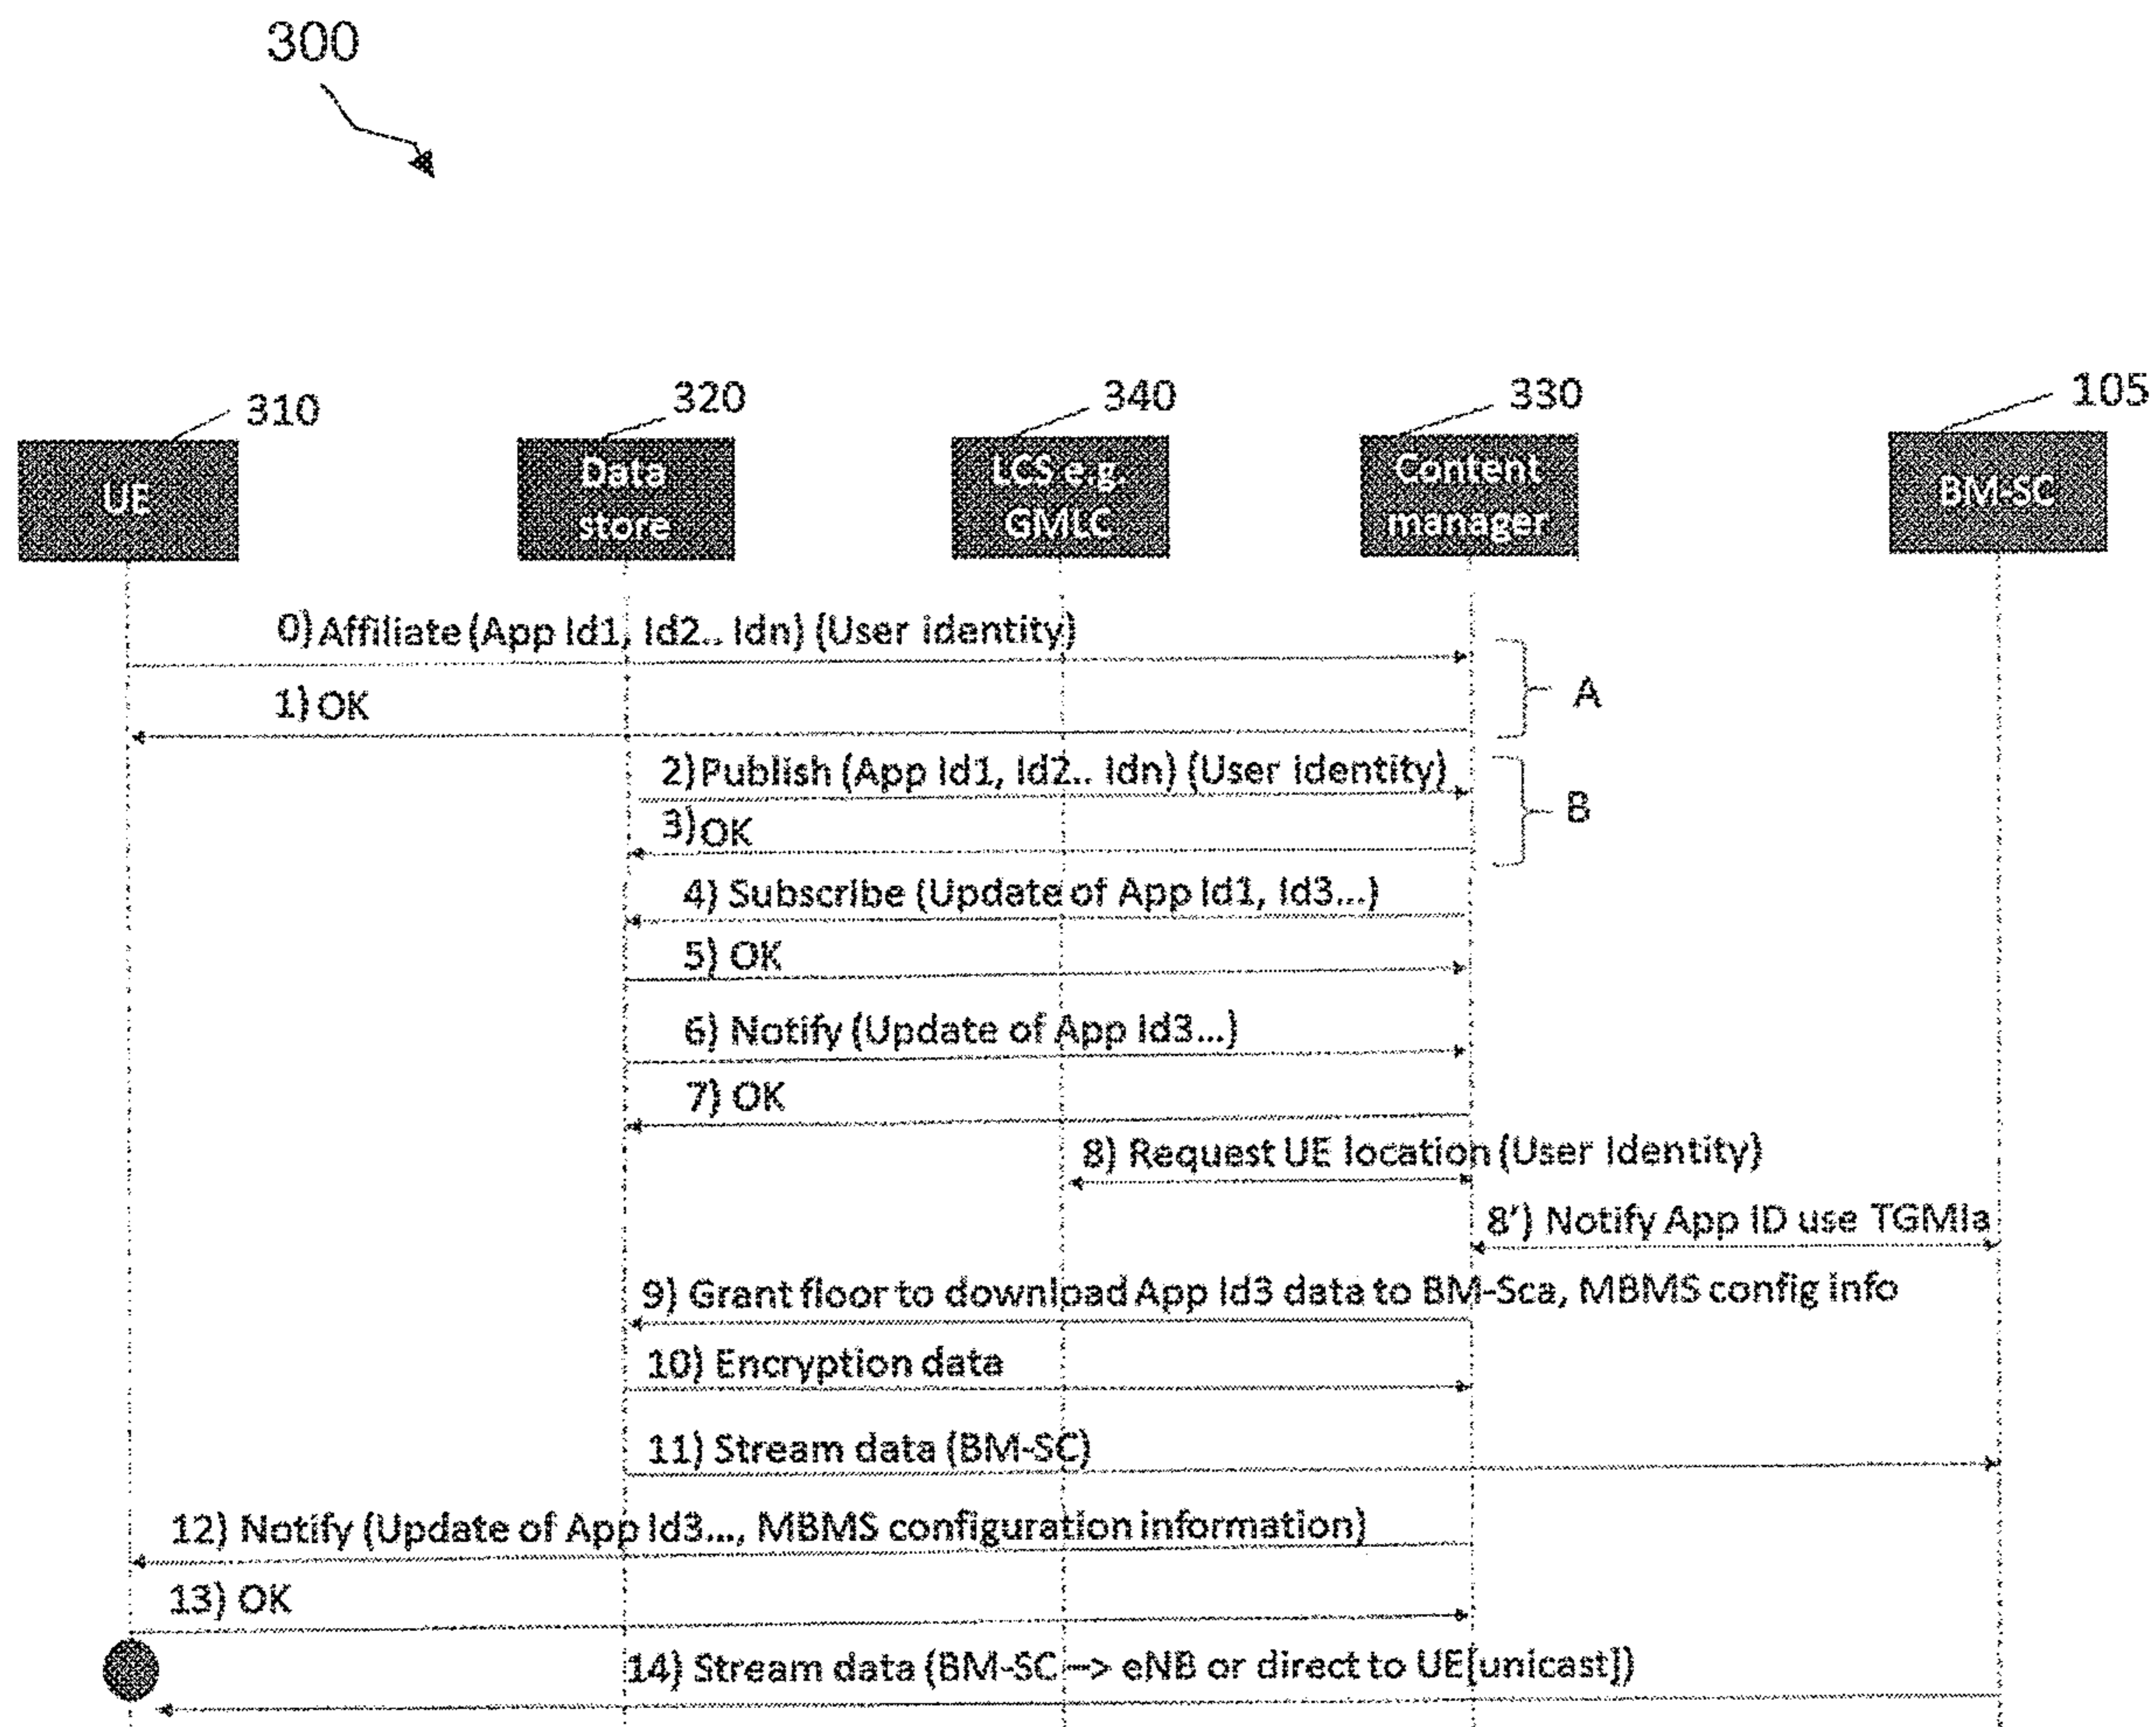 300
310
320
340
330
105
UE
Data
store
LCS e.g.
GMLC
Content
manager
BM-SC
0) Affiliate (App Id1, Id2.. Idn) (User identity)
A
1) OK
2) Publish (App Id1, Id2.. Idn) (User identity)
B
3) OK
4) Subscribe (Update of App Id1, Id3...)
5) OK
6) Notify (Update of App Id3...)
7) OK
8) Request UE location (User Identity)
8') Notify App ID use TGMIa
9) Grant floor to download App Id3 data to BM-Sca, MBMS config info
10) Encryption data
11) Stream data (BM-SC)
12) Notify (Update of App Id3..., MBMS configuration information)
13) OK
14) Stream data (BM-SC --> eNB or direct to UE[unicast])